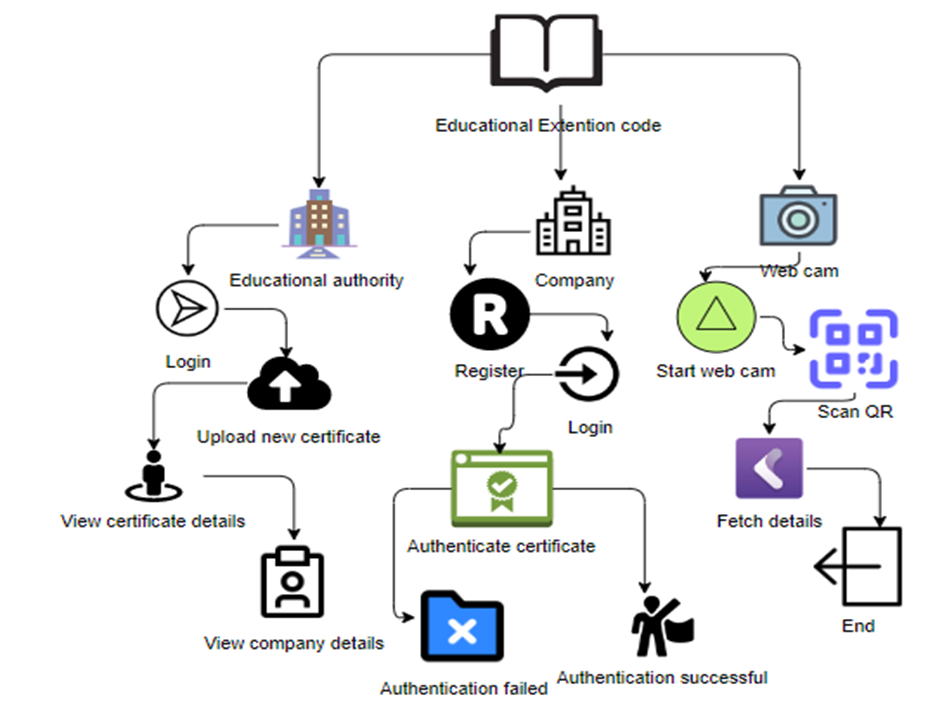 Educational Extention code
Educational authority
Company
Web cam
Login
R
Register
Start web cam
Scan QR
Upload new certificate
Login
View certificate details
Authenticate certificate
Fetch details
View company details
End
Authentication failed
Authentication successful